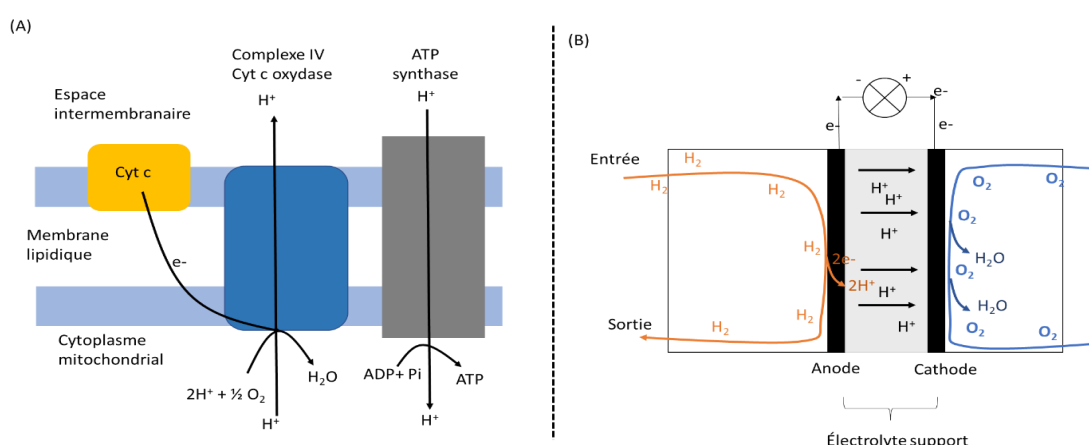 (A)
Complexe IV
Cyt c oxydase
H⁺
ATP
synthase
H⁺
Espace
intermembranaire
Cyt c
Membrane
lipidique
e-
Cytoplasme
mitochondrial
2H⁺ + ½ O₂
H₂O
H⁺
ADP+ Pi
ATP
H⁺
(B)
- +
e-
e- e-
Entrée
H₂
H₂
H₂
H₂
2e-
2H⁺
H₂
H₂
Sortie
H⁺
H⁺
H⁺
H⁺
H⁺
O₂
O₂
O₂
H₂O
O₂
H₂O
O₂
O₂
Anode
Cathode
Électrolyte support